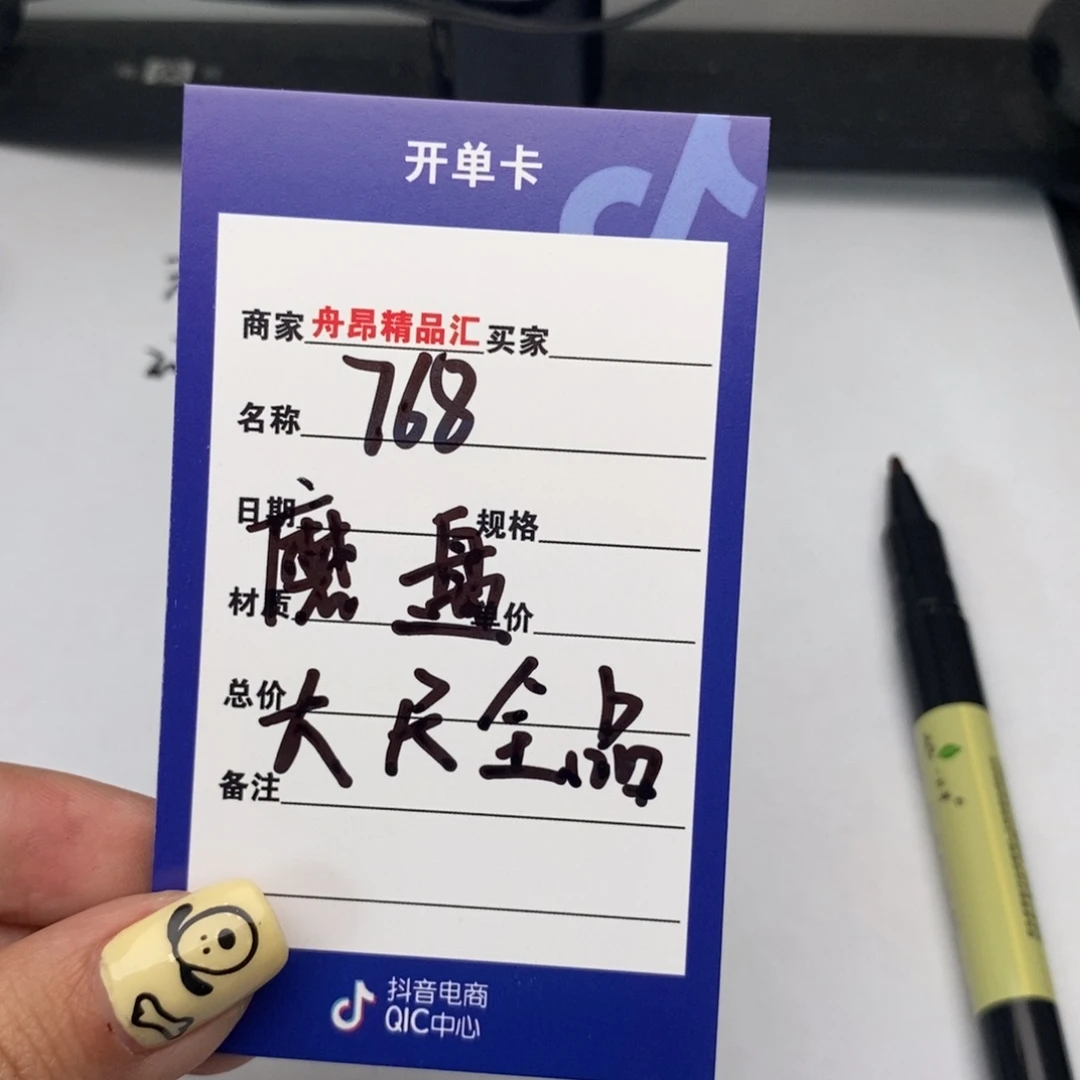 开单卡
商家 舟昂精品汇 买家
名称 768
日期 规格
磨盘
材质 单价
总价
大尺全品
备注
抖音电商
QIC中心